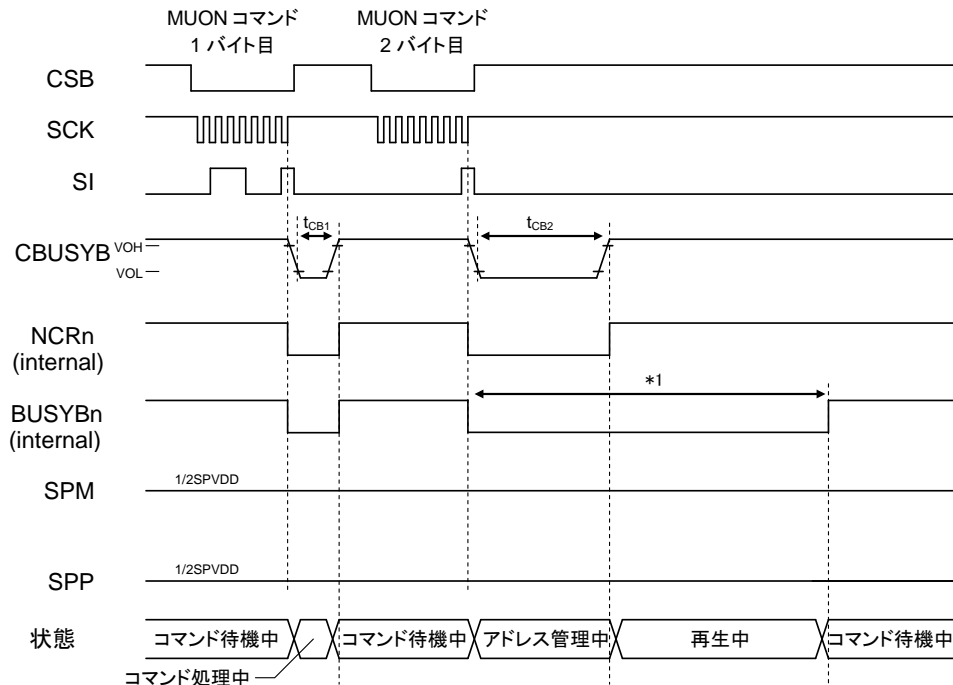 MUON コマンド
1 バイト目
MUON コマンド
2 バイト目
CSB
SCK
SI
tCB1
tCB2
CBUSYB
VOH
VOL
NCRn
(internal)
*1
BUSYBn
(internal)
1/2SPVDD
SPM
1/2SPVDD
SPP
状態
コマンド待機中
コマンド待機中
アドレス管理中
再生中
コマンド待機中
コマンド処理中